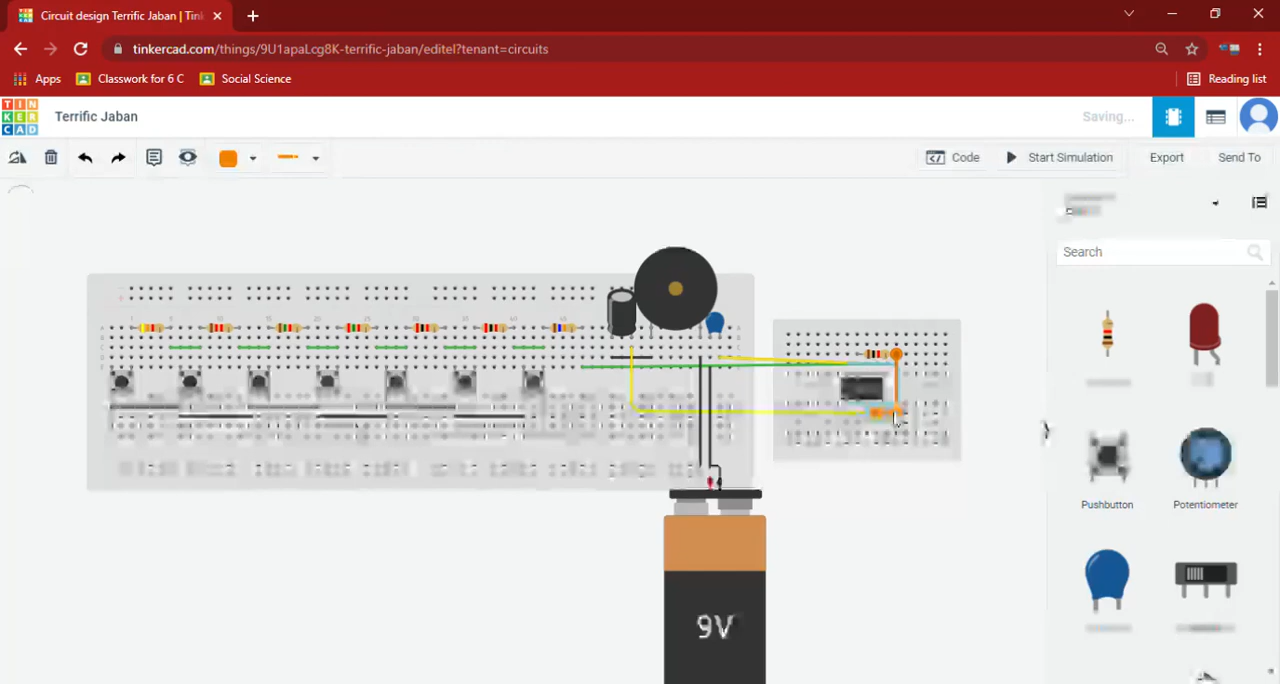 Circuit design Terrific Jaban | Tink
tinkercad.com/things/9U1apaLcg8K-terrific-jaban/editel?tenant=circuits
Apps
Classwork for 6 C
Social Science
Reading list
TIN
KER
CAD
Terrific Jaban
Saving...
Code
Start Simulation
Export
Send To
Search
Pushbutton
Potentiometer
9V